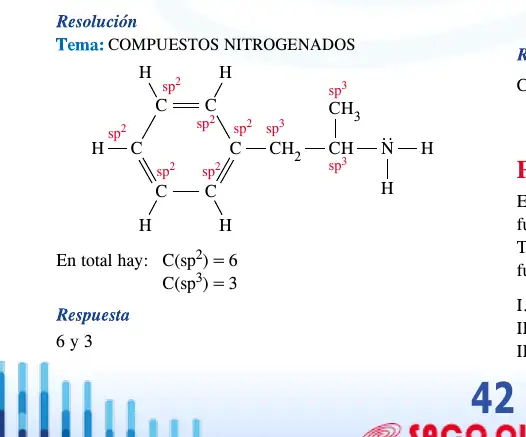 Resolución
Tema: COMPUESTOS NITROGENADOS
H H
sp2
C C
sp3
CH3
sp2 sp2 sp2 sp3
H C C CH2 CH N H
sp2 sp2 sp3
C C
H
H H
En total hay: C(sp2) = 6
C(sp3) = 3
Respuesta
6 y 3
42